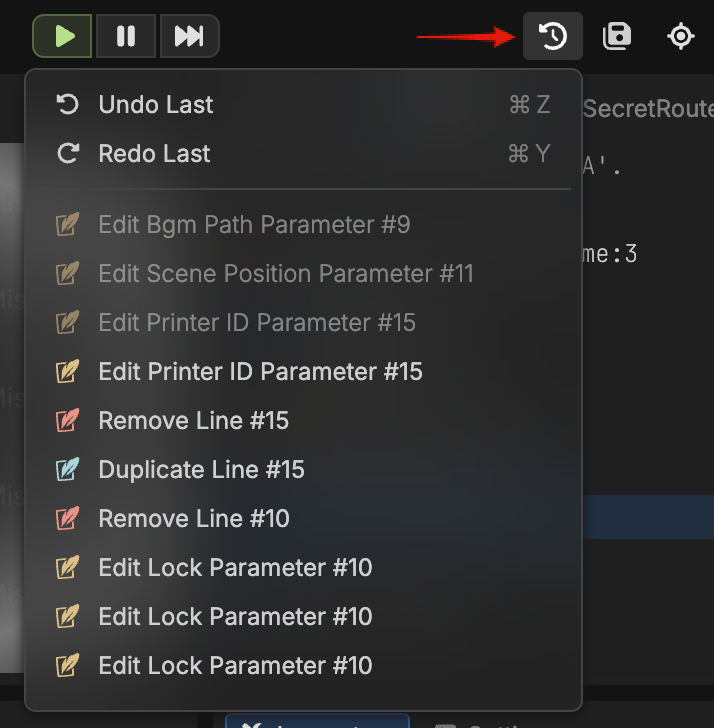 Undo Last ⌘ Z
SecretRoute
Redo Last ⌘ Y
A'.
Edit Bgm Path Parameter #9
me:3
Edit Scene Position Parameter #11
Edit Printer ID Parameter #15
Edit Printer ID Parameter #15
Remove Line #15
Duplicate Line #15
Remove Line #10
Edit Lock Parameter #10
Edit Lock Parameter #10
Edit Lock Parameter #10